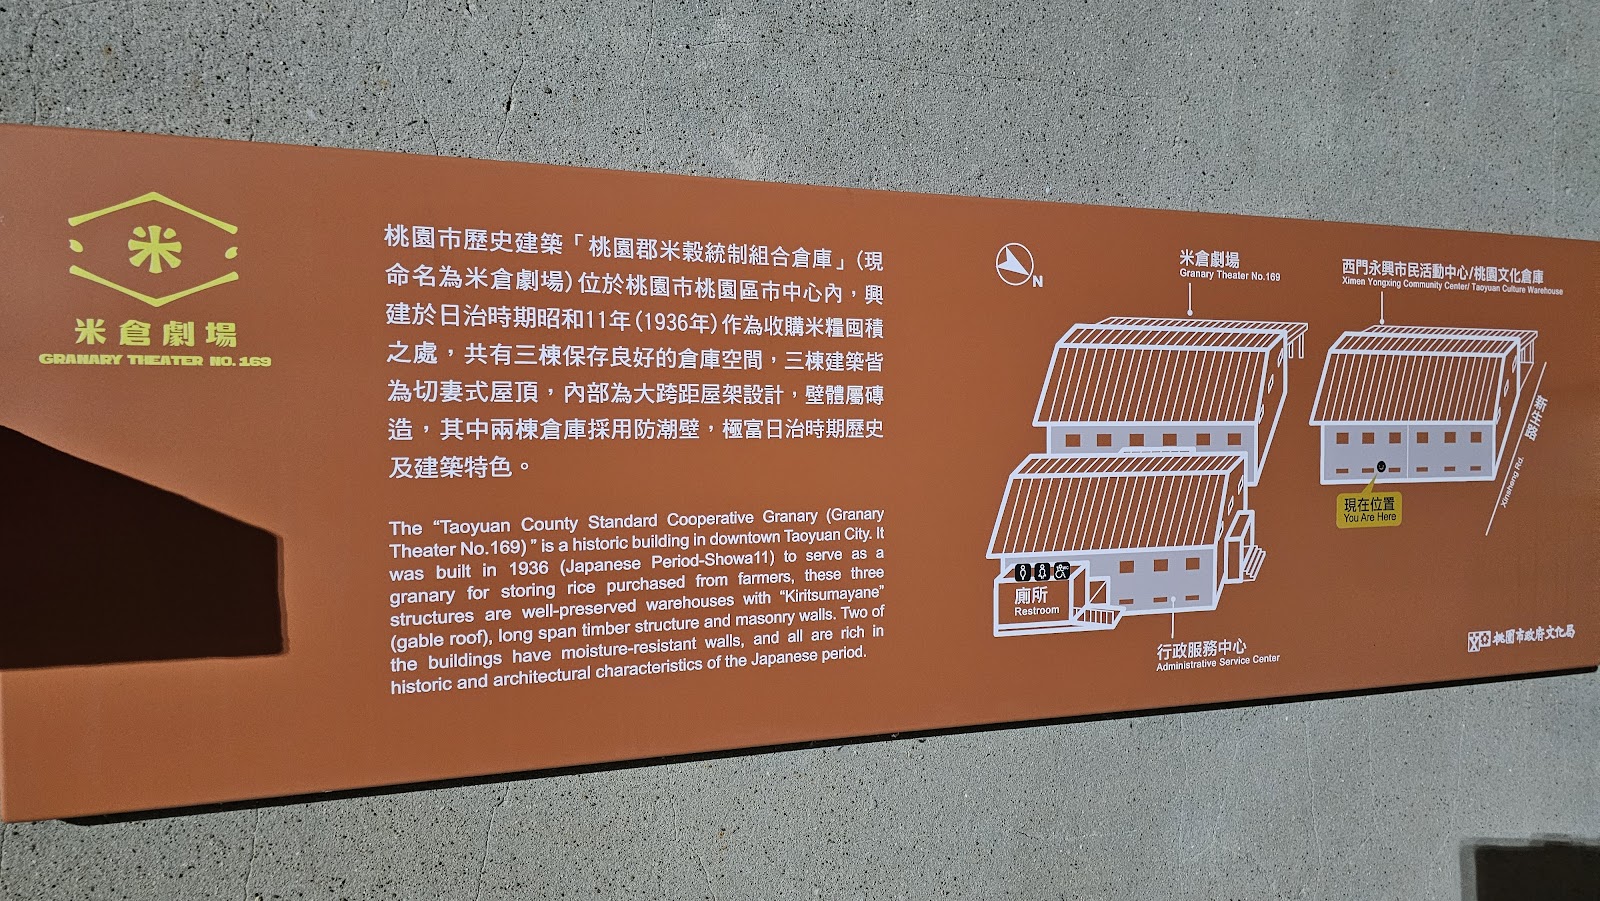 米
米倉劇場
GRANARY THEATER NO.169
桃園市歷史建築「桃園郡米穀統制組合倉庫」(現
命名為米倉劇場)位於桃園市桃園區市中心內，興
建於日治時期昭和11年(1936年)作為收購米糧囤積
之處，共有三棟保存良好的倉庫空間，三棟建築皆
為切妻式屋頂，內部為大跨距屋架設計，壁體屬磚
造，其中兩棟倉庫採用防潮壁，極富日治時期歷史
及建築特色。
The “Taoyuan County Standard Cooperative Granary (Granary
Theater No.169) ” is a historic building in downtown Taoyuan City. It
was built in 1936 (Japanese Period-Showa11) to serve as a
granary for storing rice purchased from farmers, these three
structures are well-preserved warehouses with “Kiritsumayane”
(gable roof), long span timber structure and masonry walls. Two of
the buildings have moisture-resistant walls, and all are rich in
historic and architectural characteristics of the Japanese period.
N
米倉劇場
Granary Theater No.169
西門永興市民活動中心/桃園文化倉庫
Ximen Yongxing Community Center/ Taoyuan Culture Warehouse
新生路
Xinsheng Rd.
現在位置
You Are Here
廁所
Restroom
行政服務中心
Administrative Service Center
桃園市政府文化局